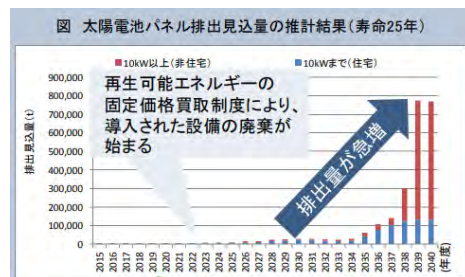 図 太陽電池パネル排出見込量の推計結果(寿命25年)
■10kW以上(非住宅) ■10kWまで(住宅)
再生可能エネルギーの
固定価格買取制度により、
導入された設備の廃棄が
始まる
排出量が急増
排出見込量(t)
900,000
800,000
700,000
600,000
500,000
400,000
300,000
200,000
100,000
0
2015 2016 2017 2018 2019 2020 2021 2022 2023 2024 2025 2026 2027 2028 2029 2030 2031 2032 2033 2034 2035 2036 2037 2038 2039 2040 (年度)